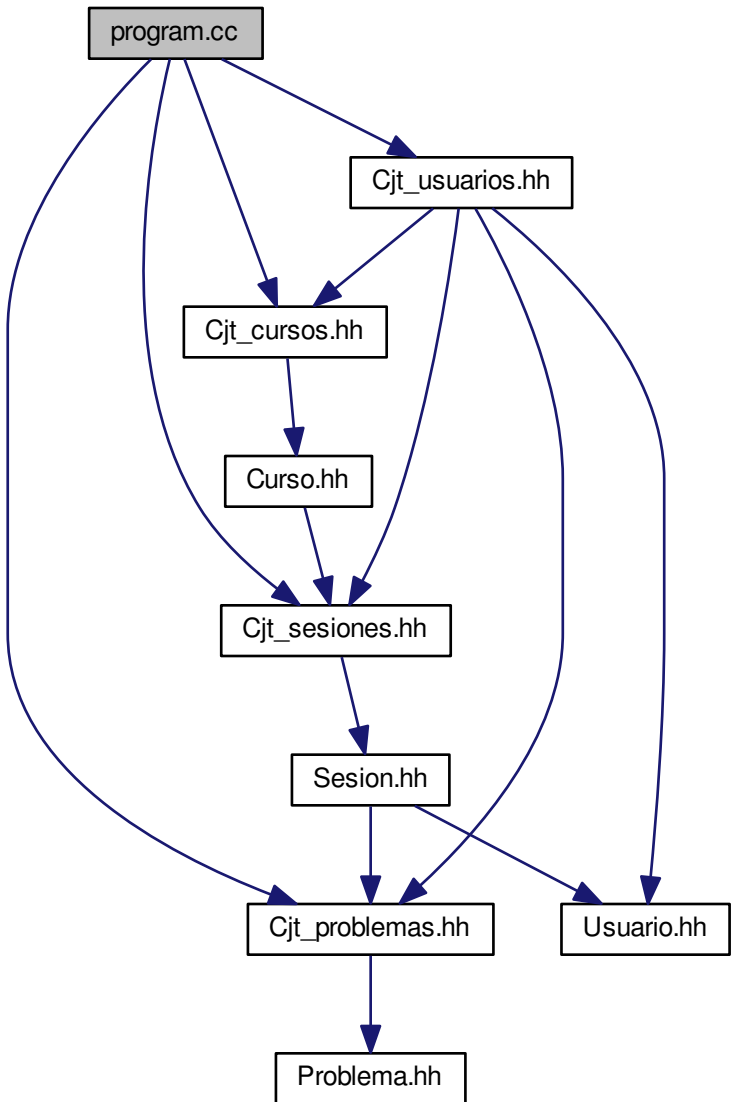 program.cc
Cjt_usuarios.hh
Cjt_cursos.hh
Curso.hh
Cjt_sesiones.hh
Sesion.hh
Cjt_problemas.hh
Usuario.hh
Problema.hh